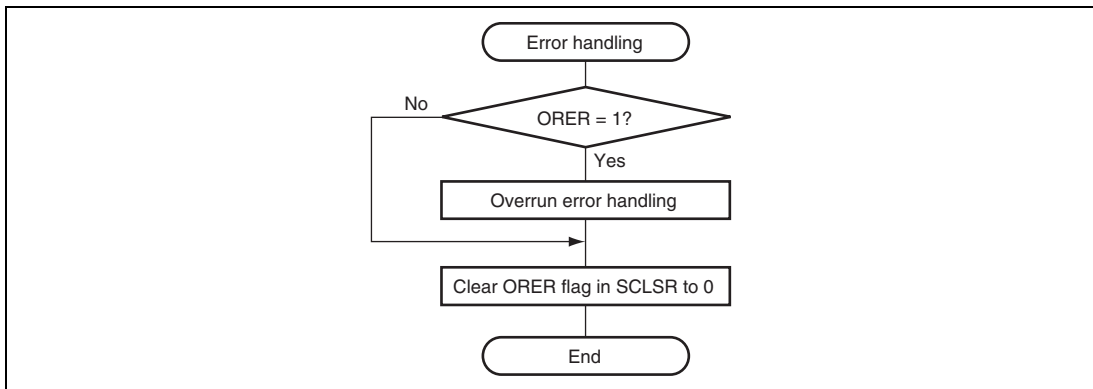 Error handling
No
ORER = 1?
Yes
Overrun error handling
Clear ORER flag in SCLSR to 0
End